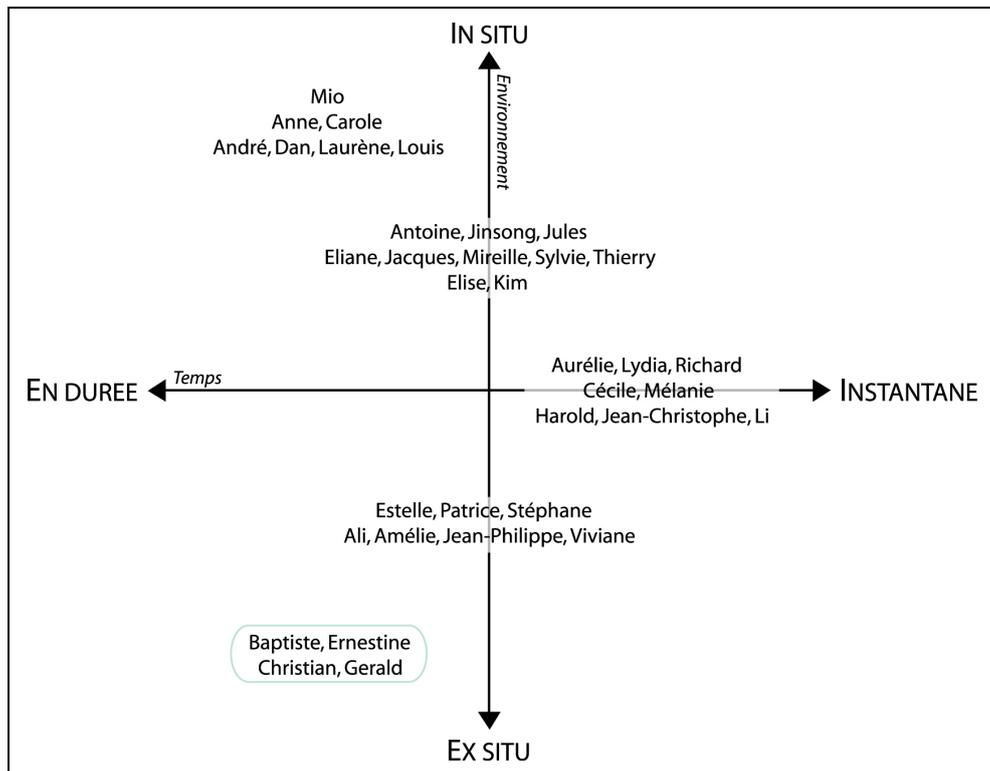 IN SITU
Environnement
Mio
Anne, Carole
André, Dan, Laurène, Louis
Antoine, Jinsong, Jules
Eliane, Jacques, Mireille, Sylvie, Thierry
Elise, Kim
EN DUREE
Temps
Aurélie, Lydia, Richard
Cécile, Mélanie
Harold, Jean-Christophe, Li
INSTANTANE
Estelle, Patrice, Stéphane
Ali, Amélie, Jean-Philippe, Viviane
Baptiste, Ernestine
Christian, Gerald
EX SITU